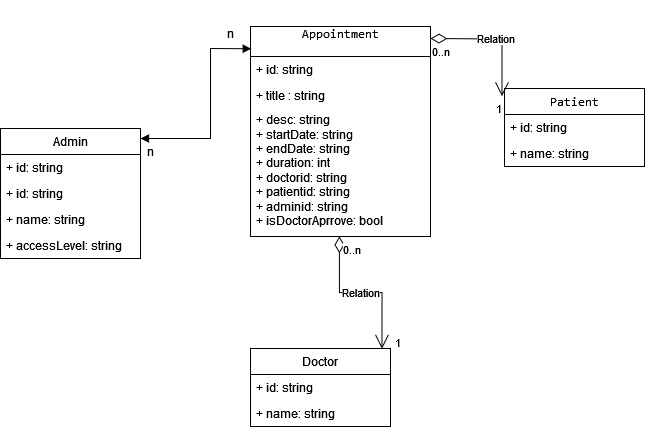 Appointment
+ id: string
+ title : string
+ desc: string
+ startDate: string
+ endDate: string
+ duration: int
+ doctorid: string
+ patientid: string
+ adminid: string
+ isDoctorAprrove: bool
n
n
Admin
+ id: string
+ id: string
+ name: string
+ accessLevel: string
0..n
Relation
1
Patient
+ id: string
+ name: string
0..n
Relation
1
Doctor
+ id: string
+ name: string